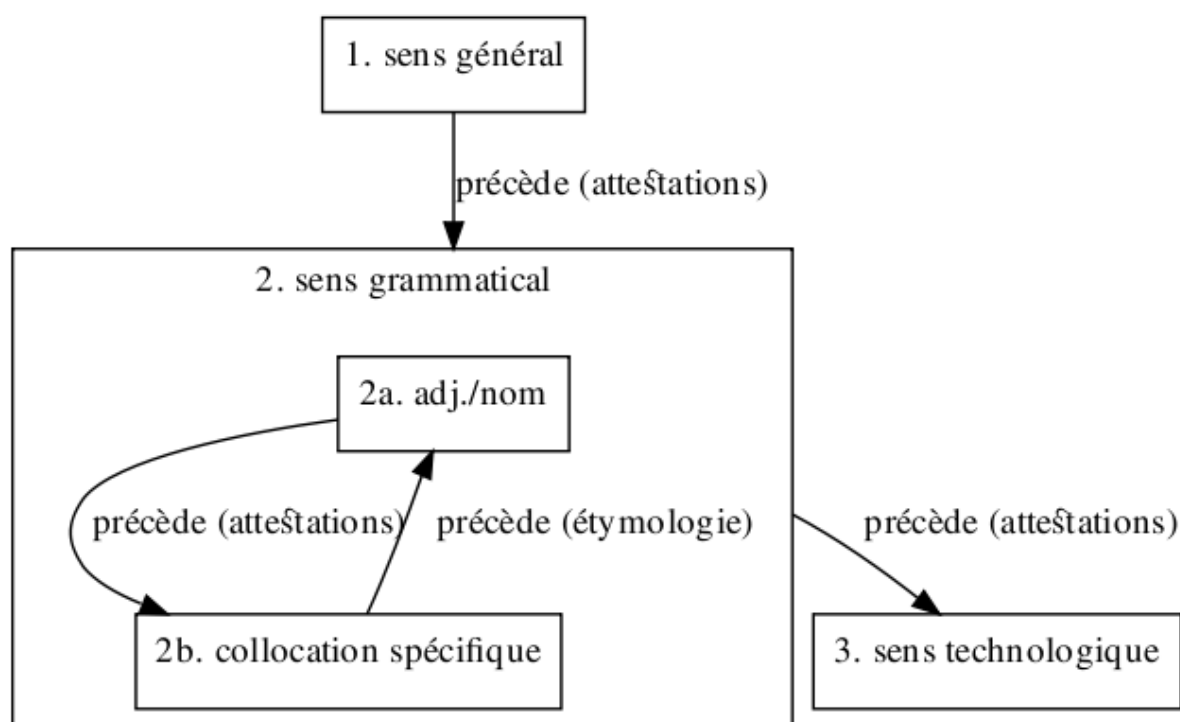 1. sens général
précède (attestations)
2. sens grammatical
2a. adj./nom
précède (attestations)
précède (étymologie)
précède (attestations)
2b. collocation spécifique
3. sens technologique